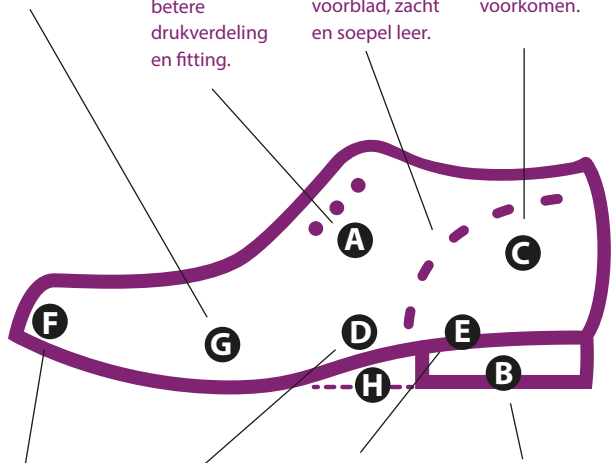 betere
drukverdeling
en fitting.
voorblad, zacht
en soepel leer.
voorkomen.
A
C
F
G
D
E
H
B